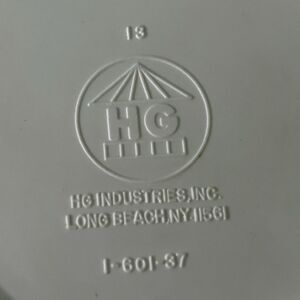 13
HG
HG INDUSTRIES, INC.
LONG BEACH, NY. 11561
1-601-37